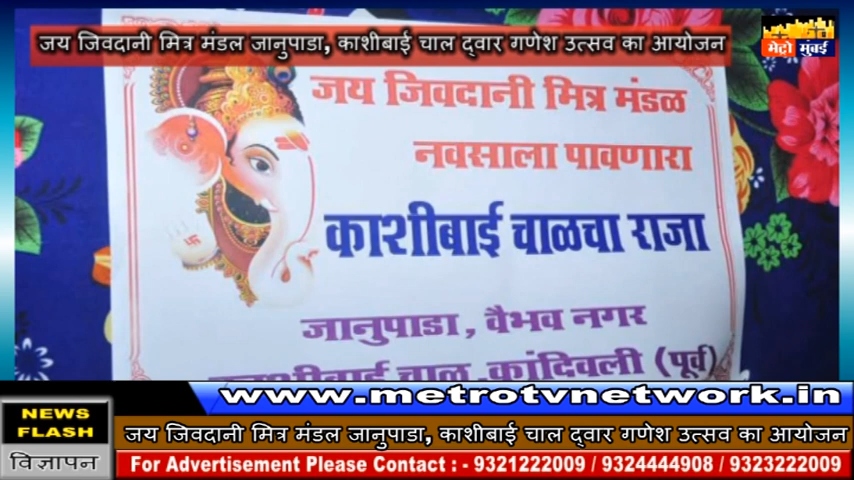 जय जिवदानी मित्र मंडल जानुपाडा, काशीबाई चाल द्वार गणेश उत्सव का आयोजन
मेट्रो मुंबई
जय जिवदानी मित्र मंडळ
नवसाला पावणारा
काशीबाई चाळचा राजा
जानुपाडा, वैभव नगर
काशीबाई चाळ, कांदिवली (पूर्व)
www.metrotvnetwork.in
NEWS FLASH
जय जिवदानी मित्र मंडल जानुपाडा, काशीबाई चाल द्वार गणेश उत्सव का आयोजन
विज्ञापन
For Advertisement Please Contact : - 9321222009 / 9324444908 / 9323222009